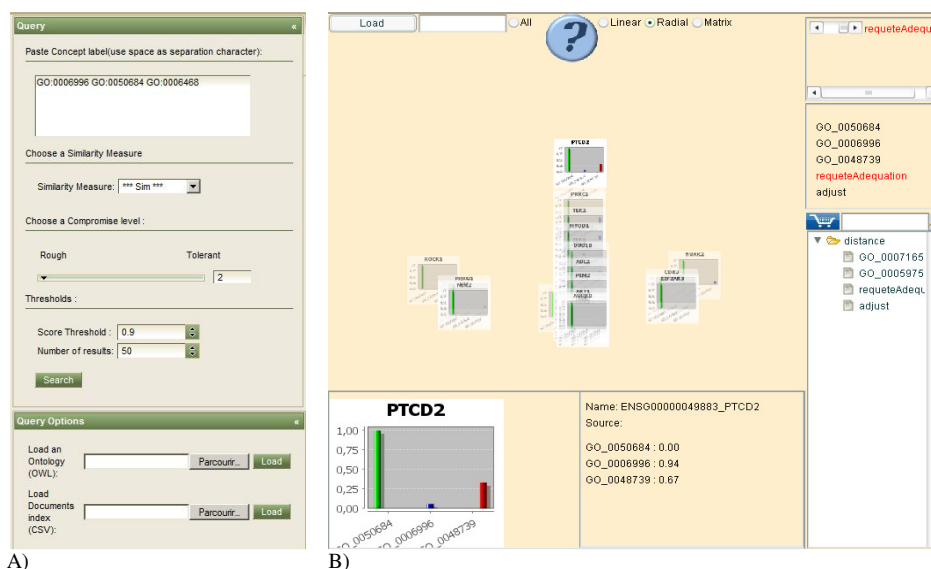 Query «
Paste Concept label(use space as separation character):
GO:0006996 GO:0050684 GO:0006468
Choose a Similarity Measure
Similarity Measure: *** Sim ***
Choose a Compromise level :
Rough Tolerant
2
Thresholds :
Score Threshold : 0.9
Number of results: 50
Search
Query Options «
Load an
Ontology
(OWL):
Parcourir... Load
Load
Documents
index
(CSV):
Parcourir... Load
A)
Load All ? Linear Radial Matrix
PTCD2
ROCK1
requeteAdequ
GO_0050684
GO_0006996
GO_0048739
requeteAdequation
adjust
distance
GO_0007165
GO_0005975
requeteAdequ
adjust
PTCD2
1,00
0,75
0,50
0,25
0,00
GO_0050684 GO_0006996 GO_0048739
Name: ENSG00000049883_PTCD2
Source:
GO_0050684 : 0.00
GO_0006996 : 0.94
GO_0048739 : 0.67
B)